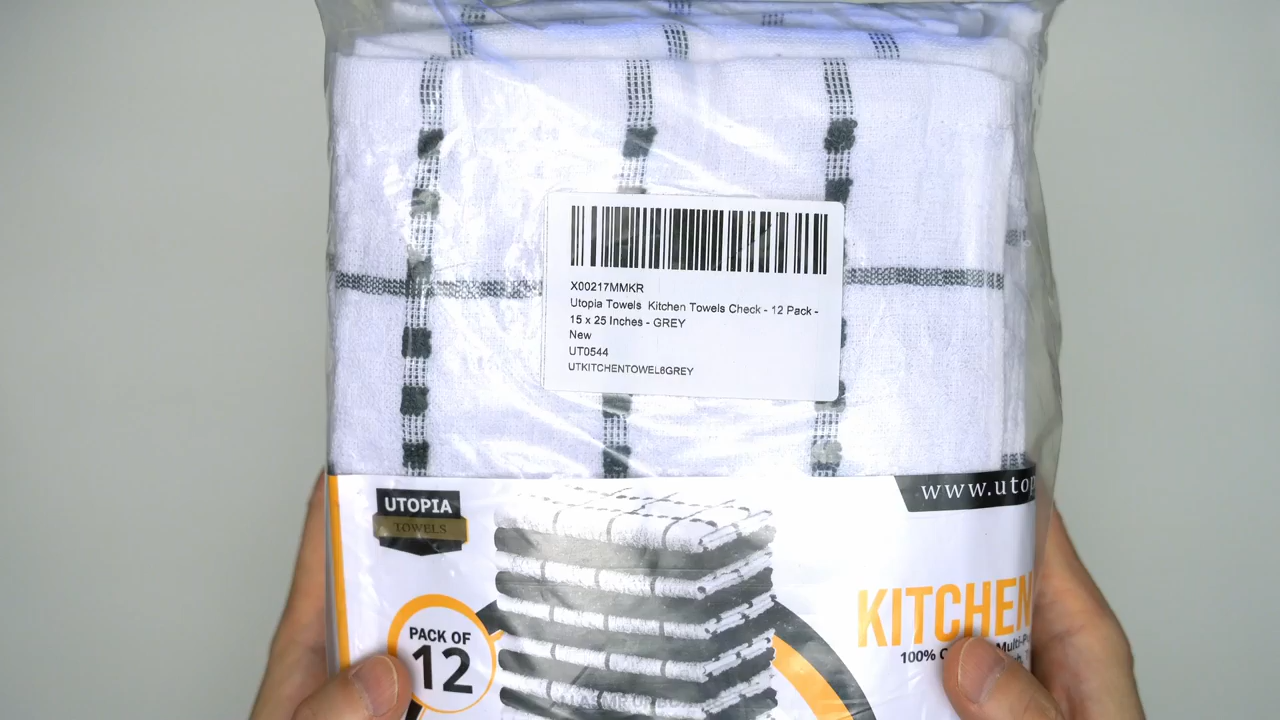 X00217MMKR
Utopia Towels Kitchen Towels Check - 12 Pack -
15 x 25 Inches - GREY
New
UT0544
UTKITCHENTOWEL6GREY
www.utop
UTOPIA
TOWELS
KITCHEN
100%
PACK OF
12